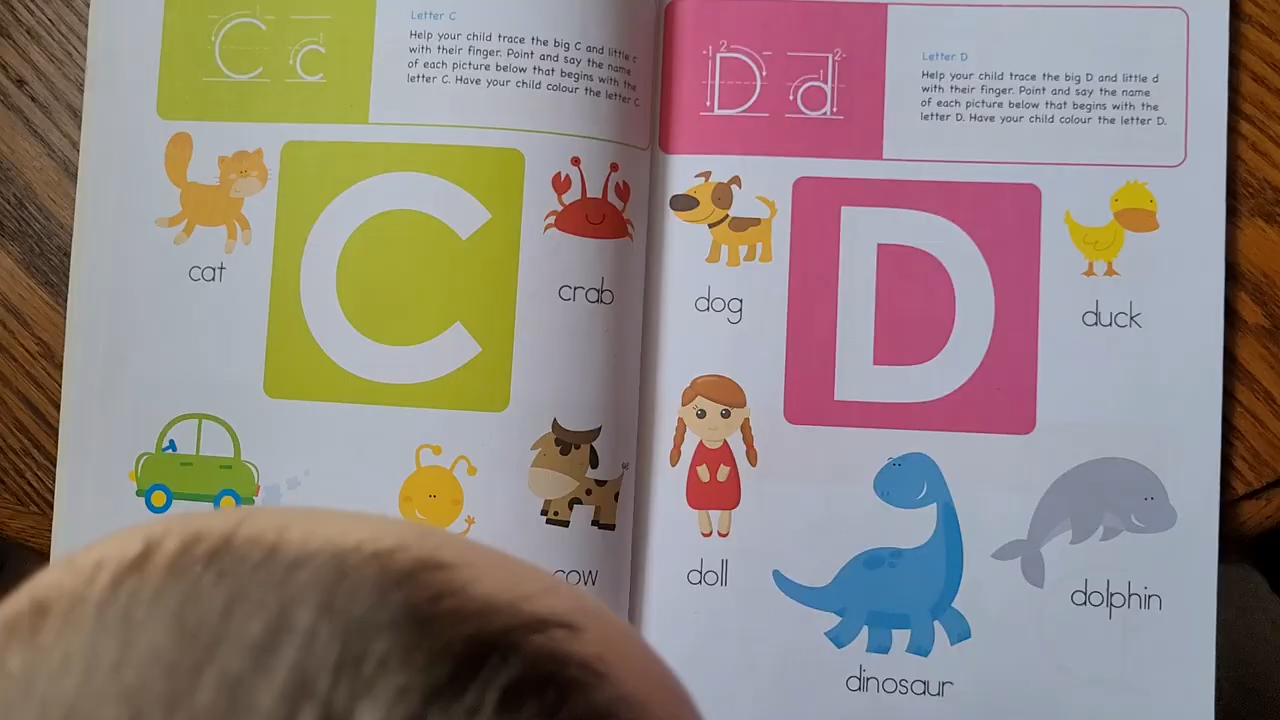 C c
Letter C
Help your child trace the big C and little c
with their finger. Point and say the name
of each picture below that begins with the
letter C. Have your child colour the letter C.
cat
C
crab
cow
D d
Letter D
Help your child trace the big D and little d
with their finger. Point and say the name
of each picture below that begins with the
letter D. Have your child colour the letter D.
dog
D
duck
doll
dolphin
dinosaur